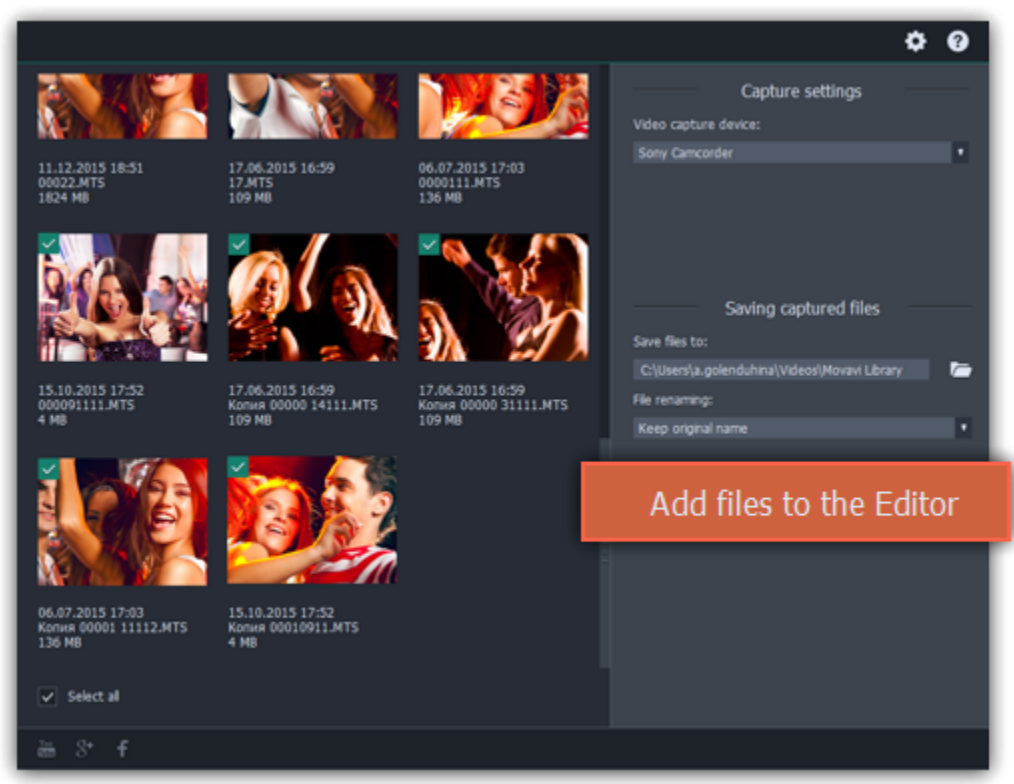 11.12.2015 18:51
00022.MTS
1824 MB
17.06.2015 16:59
17.MTS
109 MB
06.07.2015 17:03
0000111.MTS
136 MB
15.10.2015 17:52
000091111.MTS
4 MB
17.06.2015 16:59
Копия 00000 14111.MTS
109 MB
17.06.2015 16:59
Копия 00000 31111.MTS
109 MB
06.07.2015 17:03
Копия 00001 11112.MTS
136 MB
15.10.2015 17:52
Копия 00010911.MTS
4 MB
Select all
Capture settings
Video capture device:
Sony Camcorder
Saving captured files
Save files to:
C:\Users\a.golenduhina\Videos\Movavi Library
File renaming:
Keep original name
Add files to the Editor
You Tube
g+
f